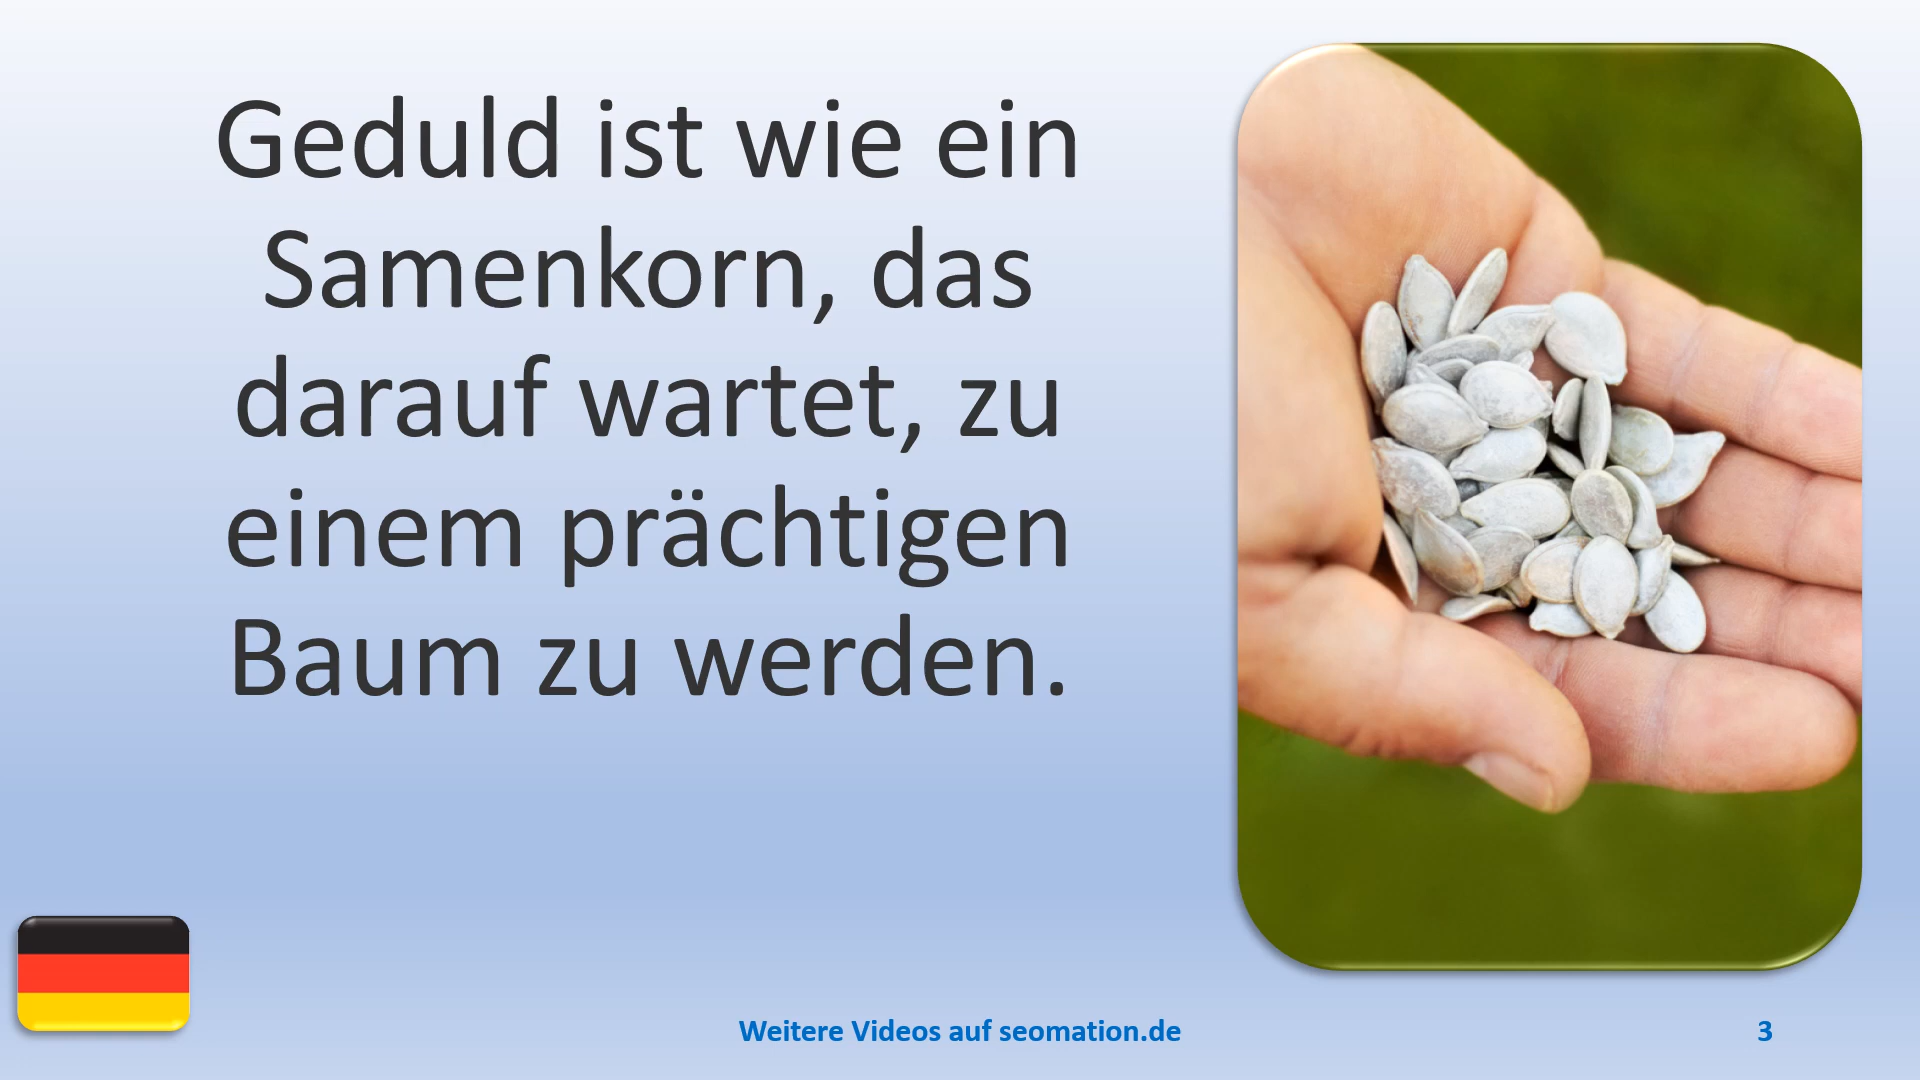 Geduld ist wie ein
Samenkorn, das
darauf wartet, zu
einem prächtigen
Baum zu werden.
Weitere Videos auf seomation.de
3